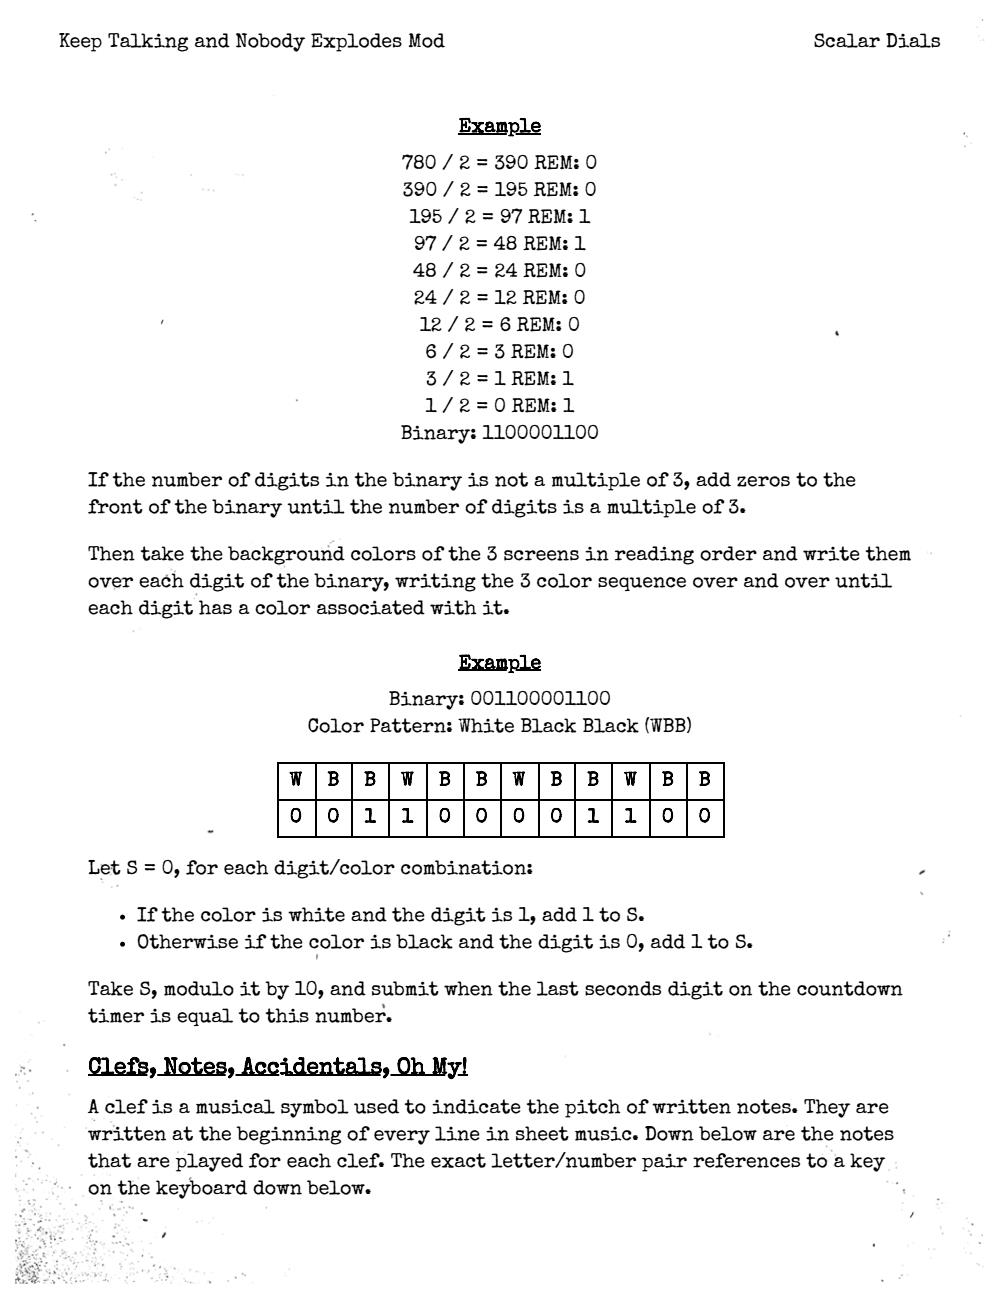 Keep Talking and Nobody Explodes Mod
Scalar Dials
Example
780 / 2 = 390 REM: 0
390 / 2 = 195 REM: 0
195 / 2 = 97 REM: 1
97 / 2 = 48 REM: 1
48 / 2 = 24 REM: 0
24 / 2 = 12 REM: 0
12 / 2 = 6 REM: 0
6 / 2 = 3 REM: 0
3 / 2 = 1 REM: 1
1 / 2 = 0 REM: 1
Binary: 1100001100
If the number of digits in the binary is not a multiple of 3, add zeros to the
front of the binary until the number of digits is a multiple of 3.
Then take the background colors of the 3 screens in reading order and write them
over each digit of the binary, writing the 3 color sequence over and over until
each digit has a color associated with it.
Example
Binary: 001100001100
Color Pattern: White Black Black (WBB)
W B B W B B W B B W B B
0 0 1 1 0 0 0 0 1 1 0 0
Let S = 0, for each digit/color combination:
• If the color is white and the digit is 1, add 1 to S.
• Otherwise if the color is black and the digit is 0, add 1 to S.
Take S, modulo it by 10, and submit when the last seconds digit on the countdown
timer is equal to this number.
Clefs, Notes, Accidentals, Oh My!
A clef is a musical symbol used to indicate the pitch of written notes. They are
written at the beginning of every line in sheet music. Down below are the notes
that are played for each clef. The exact letter/number pair references to a key
on the keyboard down below.